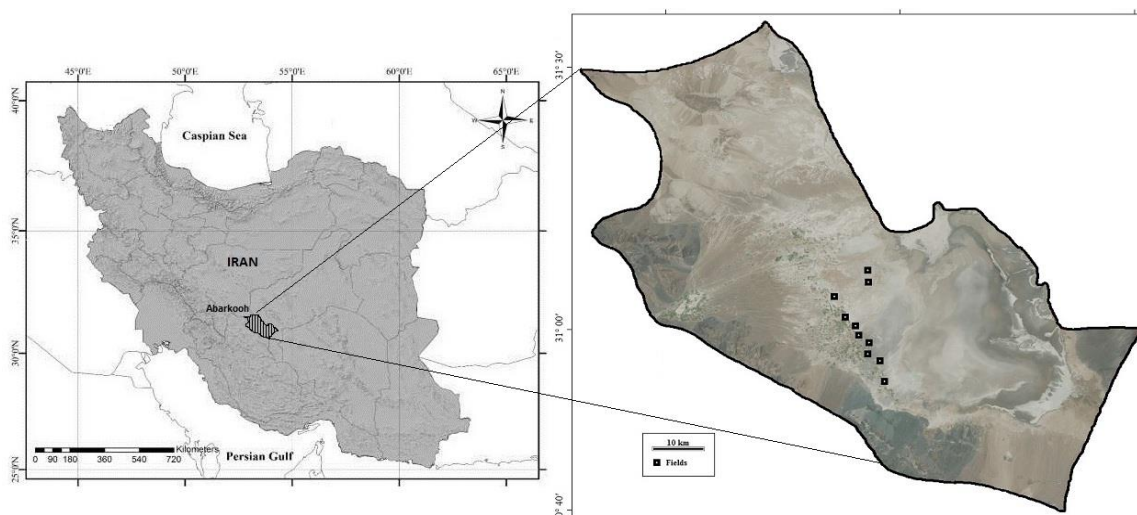 45°0'E 50°0'E 55°0'E 60°0'E 65°0'E
40°0'N
35°0'N
30°0'N
25°0'N
Caspian Sea
N
W E
S
IRAN
Abarkooh
Kilometers
0 90 180 360 540 720
Persian Gulf
31° 30'
31° 00'
0° 40'
10 km
Fields